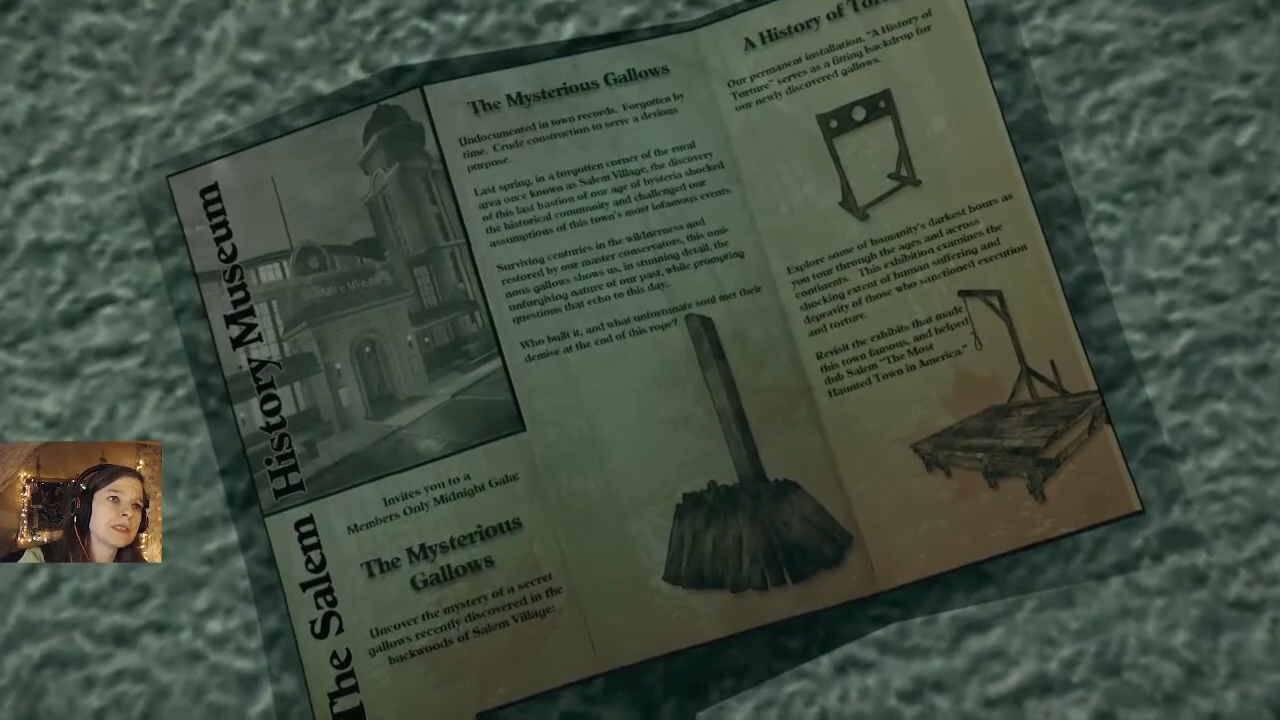 The Salem
History Museum
Invites you to a
Members Only Midnight Gala:
The Mysterious
Gallows
Uncover the mystery of a secret
gallows recently discovered in the
backwoods of Salem Village:
The Mysterious Gallows
Undocumented in town records. Forgotten by
time. Crude construction to serve a devious
purpose.
Last spring, in a forgotten corner of the rural
area once known as Salem Village, the discovery
of this last bastion of our age of hysteria shocked
the historical community and challenged our
assumptions of this town's most infamous events.
Surviving centuries in the wilderness and
restored by our master conservators, this omi-
nous gallows shows us, in stunning detail, the
unforgiving nature of our past, while prompting
questions that echo to this day..
Who built it, and what unfortunate soul met their
demise at the end of this rope?
A History of
Our permanent installation, "A History of
Torture" serves as a fitting backdrop for
our newly discovered gallows.
Explore some of humanity's darkest hours as
you tour through the ages and across
continents. This exhibition examines the
shocking extent of human suffering and
depravity of those who sanctioned execution
and torture.
Revisit the exhibits that made
this town famous, and helped
dub Salem "The Most
Haunted Town in America."